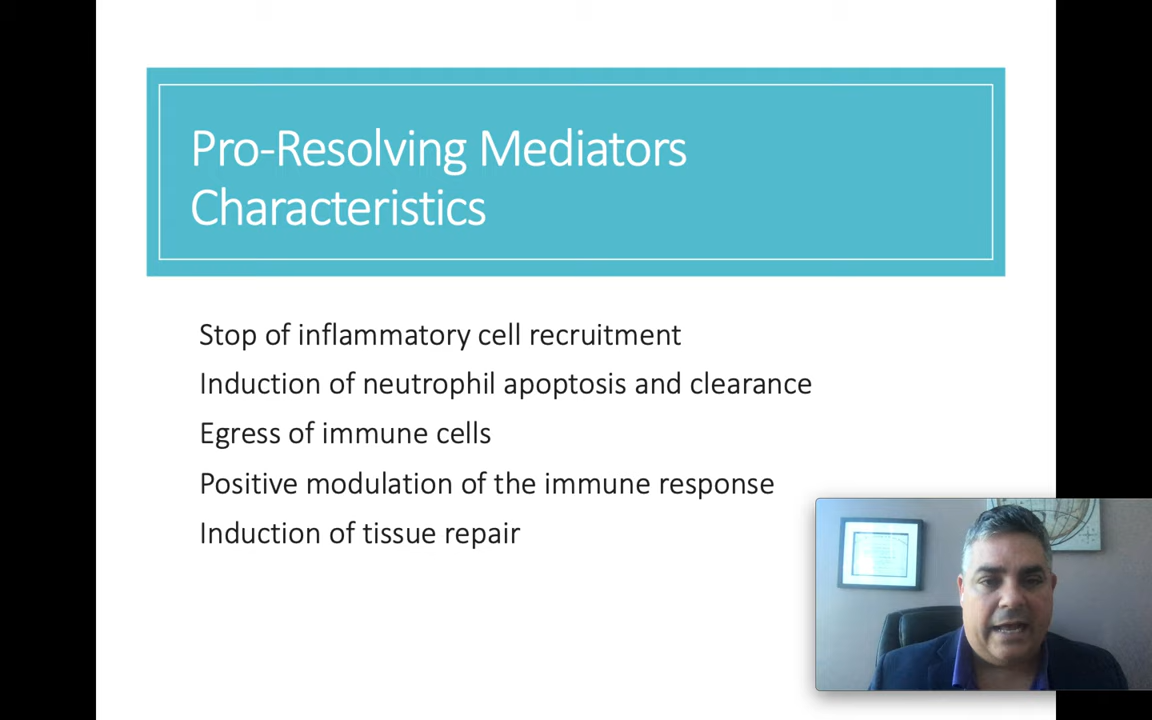 Pro-Resolving Mediators
Characteristics
Stop of inflammatory cell recruitment
Induction of neutrophil apoptosis and clearance
Egress of immune cells
Positive modulation of the immune response
Induction of tissue repair